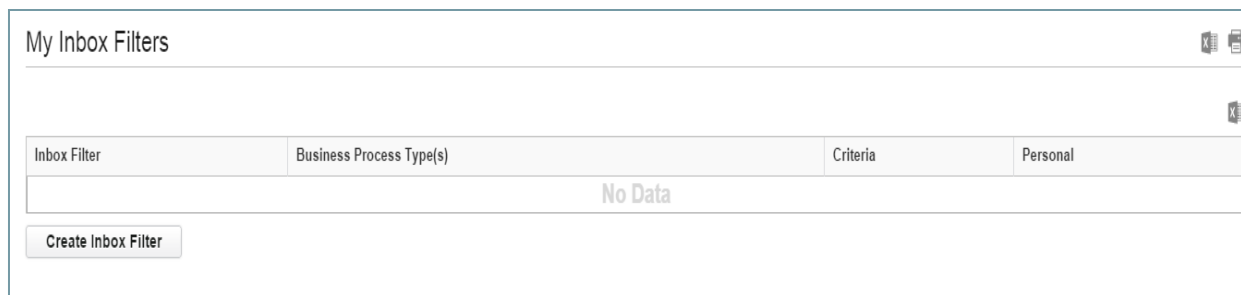 My Inbox Filters
Inbox Filter Business Process Type(s) Criteria Personal
No Data
Create Inbox Filter